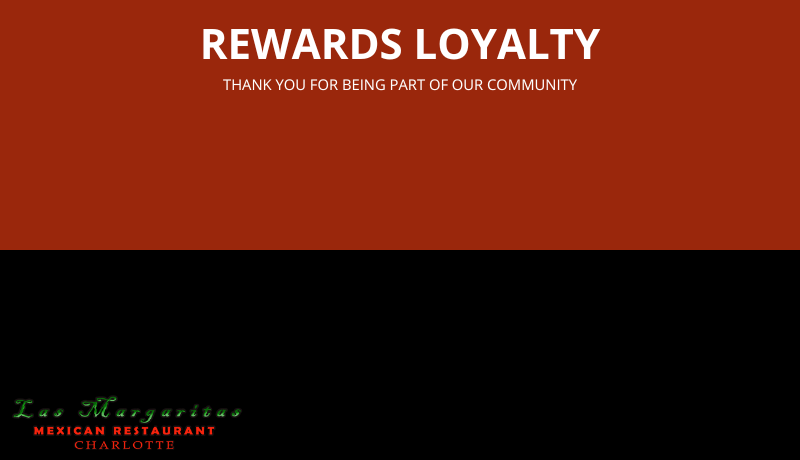 REWARDS LOYALTY
THANK YOU FOR BEING PART OF OUR COMMUNITY
Las Margaritas
MEXICAN RESTAURANT
CHARLOTTE